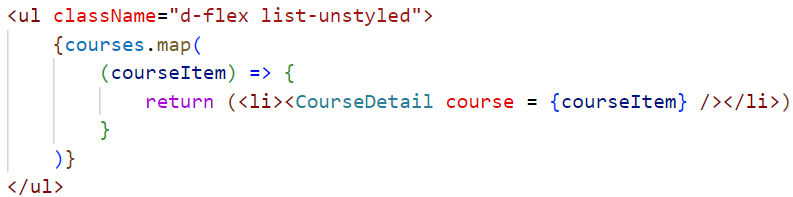 <ul className="d-flex list-unstyled">
{courses.map(
(courseItem) => {
return (<li><CourseDetail course = {courseItem} /></li>)
}
)}
</ul>